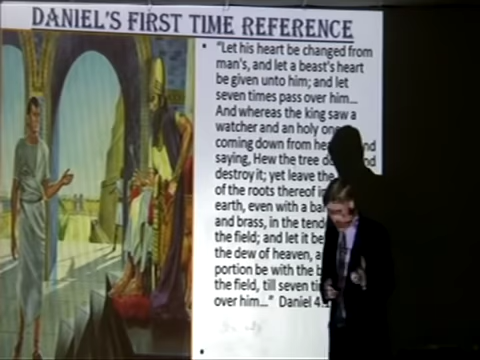 DANIEL'S FIRST TIME REFERENCE
• "Let his heart be changed from
man's, and let a beast's heart
be given unto him; and let
seven times pass over him...
And whereas the king saw a
watcher and an holy one
coming down from
saying, Hew the tree
destroy it; yet leave the
of the roots thereof in
earth, even with a
and brass, in the
the field; and let it be
the dew of heaven,
portion be with the
the field, till seven
over him..." Daniel